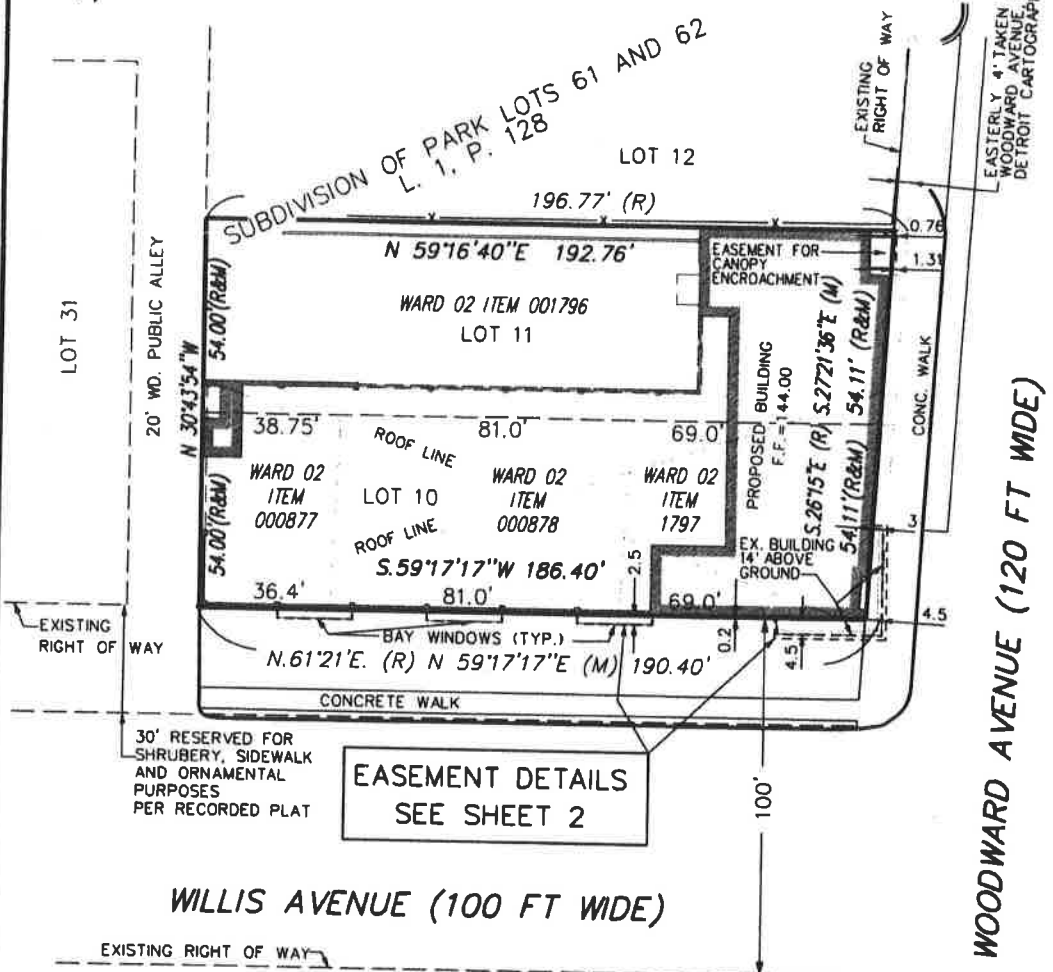 EXISTING
RIGHT OF WAY
EASTERLY 4' TAKEN
WOODWARD AVENUE,
DETROIT
SUBDIVISION OF PARK LOTS 61 AND 62
L. 1, P. 128
LOT 12
196.77' (R)
0.76
1.31
N 59°16'40"E 192.76'
EASEMENT FOR
CANOPY
ENCROACHMENT
WARD 02 ITEM 001796
LOT 11
LOT 31
20' WD. PUBLIC ALLEY
N 30°43'54"W
54.00'(R&M)
54.00'(R&M)
PROPOSED BUILDING
F.F.=144.00
S.26°15'E (R) S.27°21'36"E (M)
54.11' (R&M)
54.11'(R&M)
CONC. WALK
38.75'
81.0'
69.0'
ROOF LINE
WARD 02
ITEM
000877
LOT 10
WARD 02
ITEM
000878
WARD 02
ITEM
1797
ROOF LINE
S.59°17'17"W 186.40'
2.5
EX. BUILDING
14' ABOVE
GROUND
3
36.4'
81.0'
69.0'
4.5
EXISTING
RIGHT OF WAY
BAY WINDOWS (TYP.)
0.2
4.5
N.61°21'E. (R) N 59°17'17"E (M) 190.40'
CONCRETE WALK
30' RESERVED FOR
SHRUBERY, SIDEWALK
AND ORNAMENTAL
PURPOSES
PER RECORDED PLAT
EASEMENT DETAILS
SEE SHEET 2
100'
WILLIS AVENUE (100 FT WIDE)
WOODWARD AVENUE (120 FT WIDE)
EXISTING RIGHT OF WAY